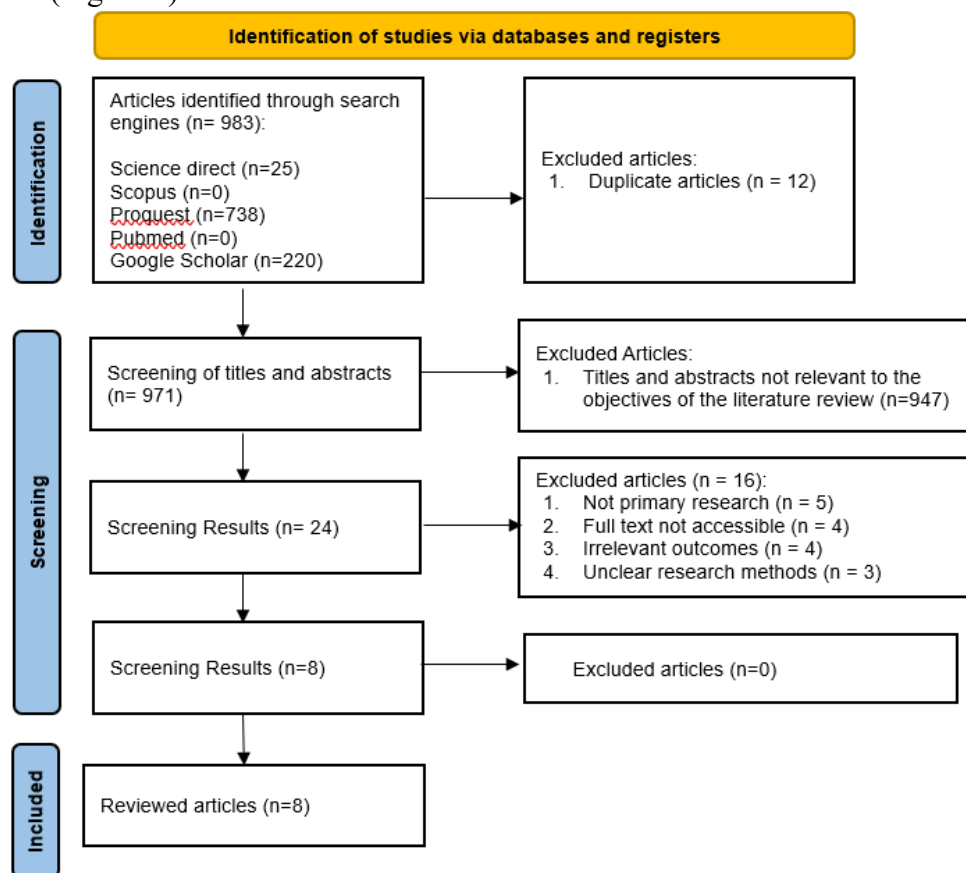 Identification of studies via databases and registers
Identification
Articles identified through search
engines (n= 983):
Science direct (n=25)
Scopus (n=0)
Proquest (n=738)
Pubmed (n=0)
Google Scholar (n=220)
Excluded articles:
1. Duplicate articles (n = 12)
Screening
Screening of titles and abstracts
(n= 971)
Excluded Articles:
1. Titles and abstracts not relevant to the
objectives of the literature review (n=947)
Screening Results (n= 24)
Excluded articles (n = 16):
1. Not primary research (n = 5)
2. Full text not accessible (n = 4)
3. Irrelevant outcomes (n = 4)
4. Unclear research methods (n = 3)
Screening Results (n=8)
Excluded articles (n=0)
Included
Reviewed articles (n=8)